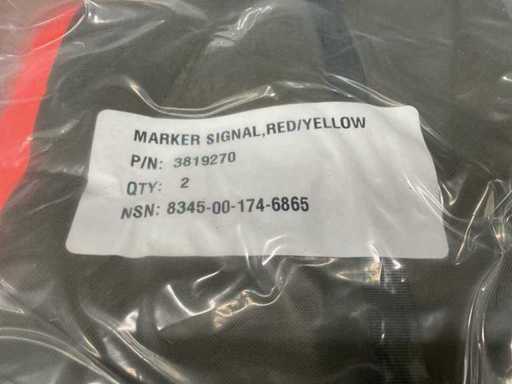 MARKER SIGNAL,RED/YELLOW
P/N: 3819270
QTY: 2
NSN: 8345-00-174-6865